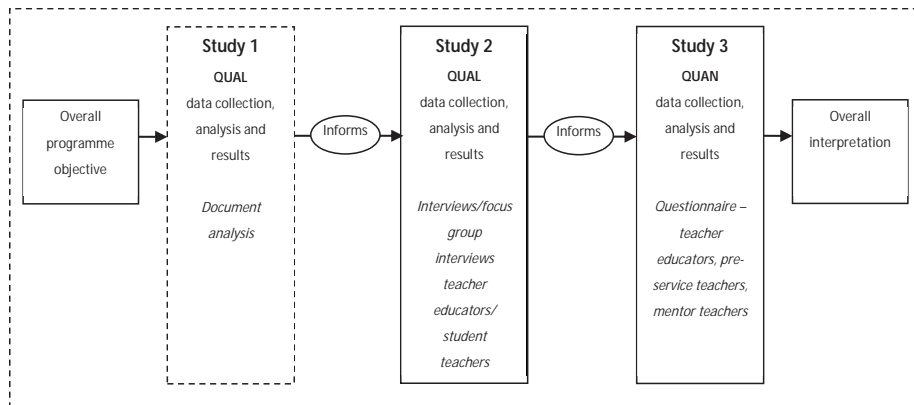 Overall
programme
objective
Study 1
QUAL
data collection,
analysis and
results
Document
analysis
Informs
Study 2
QUAL
data collection,
analysis and
results
Interviews/focus
group
interviews
teacher
educators/
student
teachers
Informs
Study 3
QUAN
data collection,
analysis and
results
Questionnaire –
teacher
educators, pre-
service teachers,
mentor teachers
Overall
interpretation